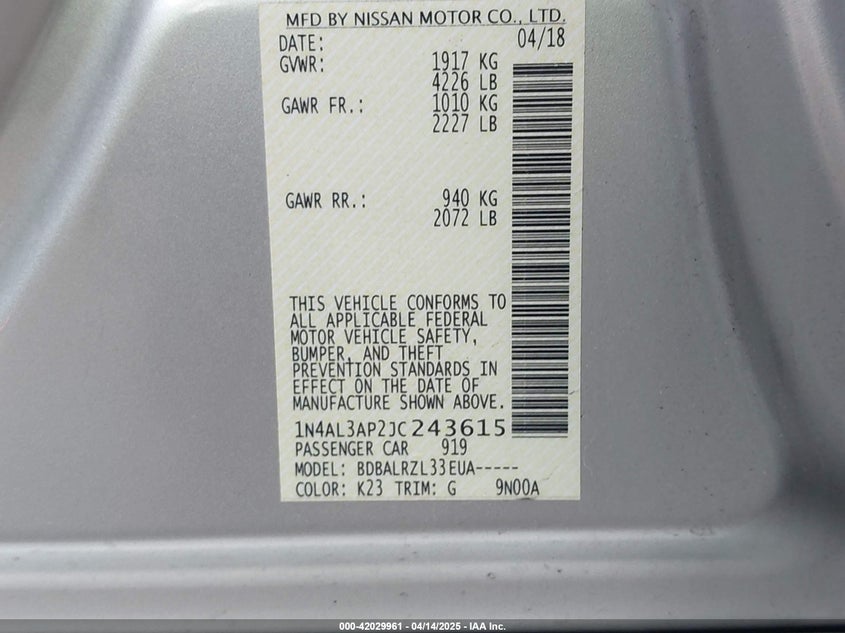 MFD BY NISSAN MOTOR CO., LTD.
DATE: 04/18
GVWR: 1917 KG
4226 LB
GAWR FR.: 1010 KG
2227 LB
GAWR RR.: 940 KG
2072 LB
THIS VEHICLE CONFORMS TO
ALL APPLICABLE FEDERAL
MOTOR VEHICLE SAFETY,
BUMPER, AND THEFT
PREVENTION STANDARDS IN
EFFECT ON THE DATE OF
MANUFACTURE SHOWN ABOVE.
1N4AL3AP2JC243615
PASSENGER CAR 919
MODEL: BDBALRZL33EUA-----
COLOR: K23 TRIM: G 9N00A
000-42029961 - 04/14/2025 - IAA Inc.